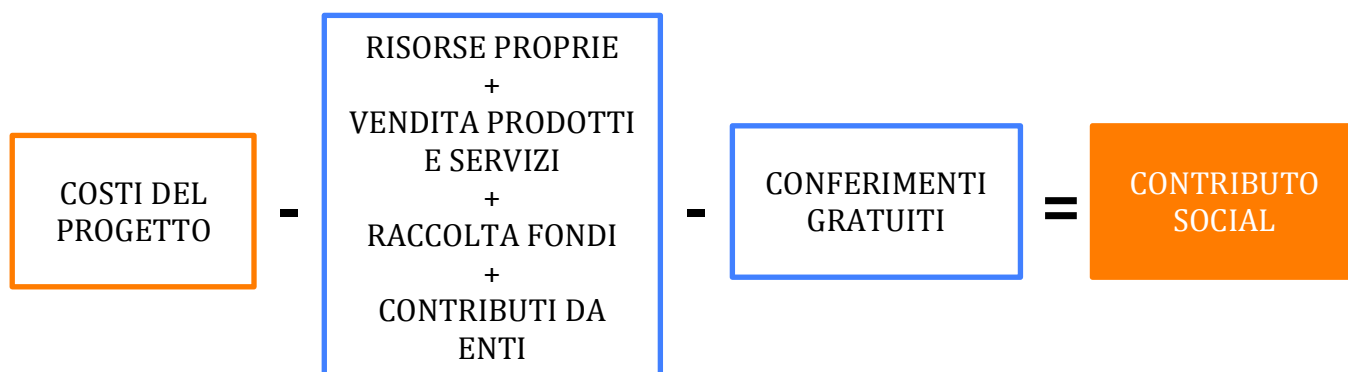 COSTI DEL
PROGETTO
-
RISORSE PROPRIE
+
VENDITA PRODOTTI
E SERVIZI
+
RACCOLTA FONDI
+
CONTRIBUTI DA
ENTI
-
CONFERIMENTI
GRATUITI
=
CONTRIBUTO
SOCIAL